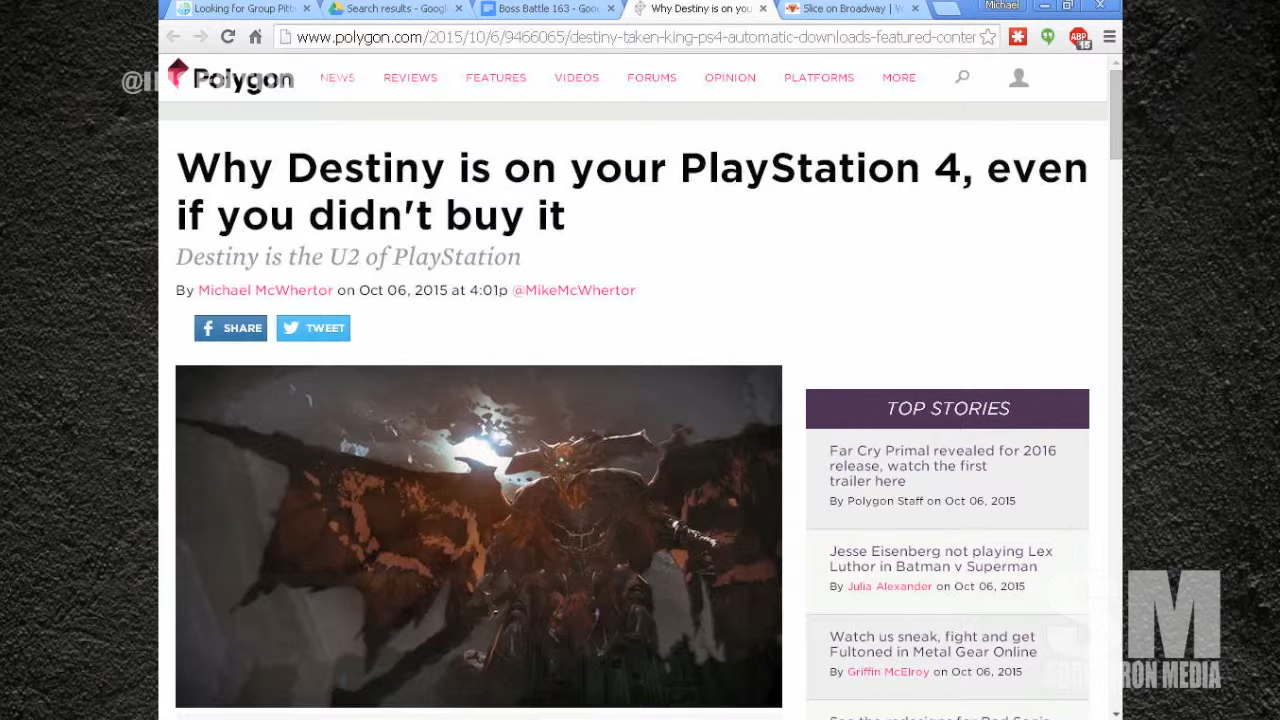 Looking for Group Pitts
Search results - Googl
Boss Battle 163 - Goo
Why Destiny is on you
Slice on Broadway | V
Michael
www.polygon.com/2015/10/6/9466065/destiny-taken-king-ps4-automatic-downloads-featured-conter
ABP
15
Polygon
NEWS
REVIEWS
FEATURES
VIDEOS
FORUMS
OPINION
PLATFORMS
MORE
Why Destiny is on your PlayStation 4, even
if you didn't buy it
Destiny is the U2 of PlayStation
By Michael McWhertor on Oct 06, 2015 at 4:01p @MikeMcWhertor
SHARE
TWEET
TOP STORIES
Far Cry Primal revealed for 2016
release, watch the first
trailer here
By Polygon Staff on Oct 06, 2015
Jesse Eisenberg not playing Lex
Luthor in Batman v Superman
By Julia Alexander on Oct 06, 2015
Watch us sneak, fight and get
Fultoned in Metal Gear Online
By Griffin McElroy on Oct 06, 2015
SM
MEDIA